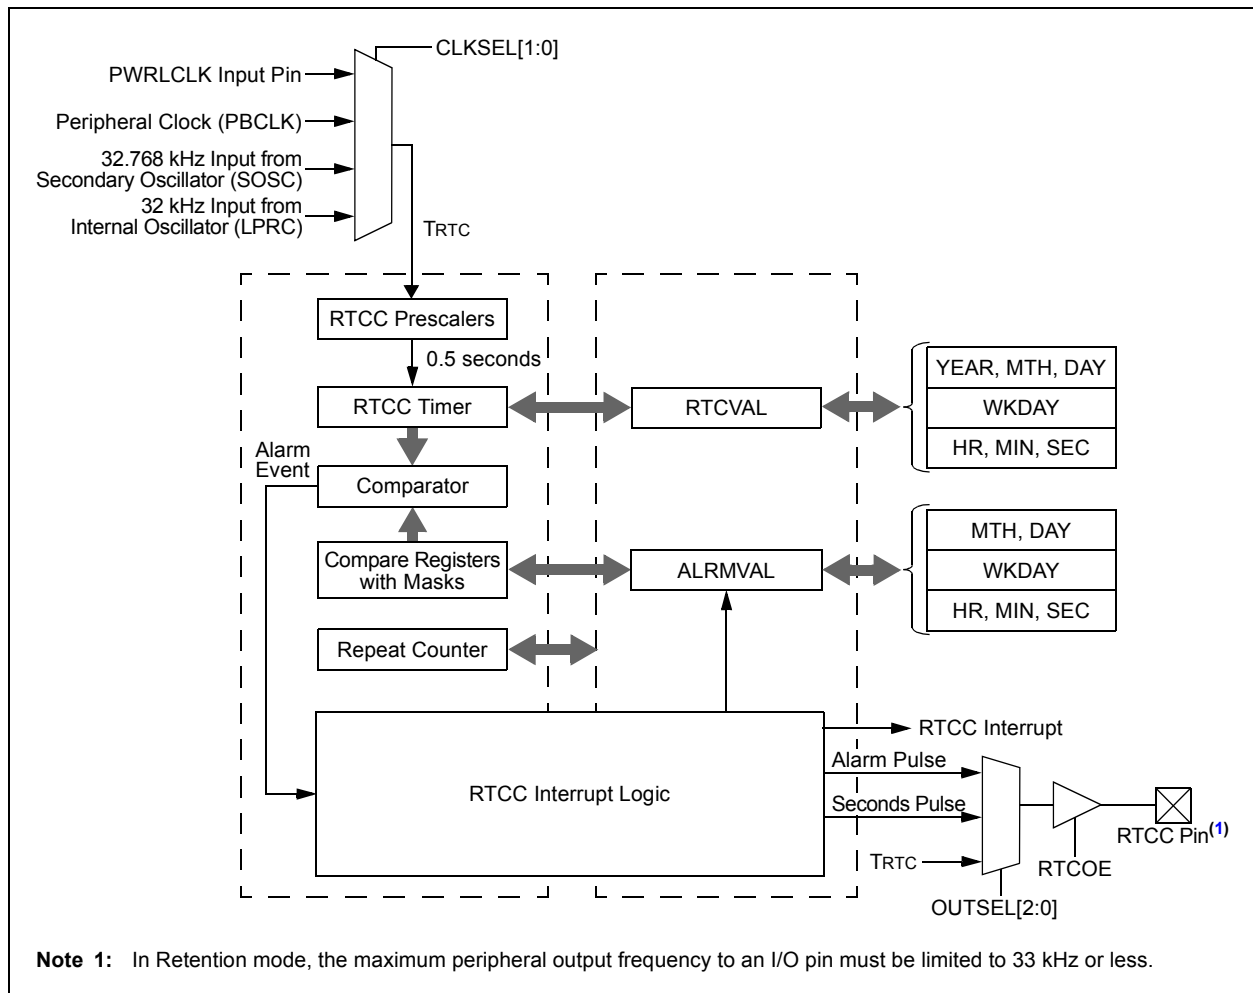 CLKSEL[1:0]
PWRLCLK Input Pin
Peripheral Clock (PBCLK)
32.768 kHz Input from
Secondary Oscillator (SOSC)
32 kHz Input from
Internal Oscillator (LPRC)
TRTC
RTCC Prescalers
0.5 seconds
RTCC Timer
RTCVAL
YEAR, MTH, DAY
WKDAY
HR, MIN, SEC
Alarm
Event
Comparator
Compare Registers
with Masks
ALRMVAL
MTH, DAY
WKDAY
HR, MIN, SEC
Repeat Counter
RTCC Interrupt Logic
RTCC Interrupt
Alarm Pulse
Seconds Pulse
TRTC
RTCC Pin(1)
RTCOE
OUTSEL[2:0]
Note 1: In Retention mode, the maximum peripheral output frequency to an I/O pin must be limited to 33 kHz or less.